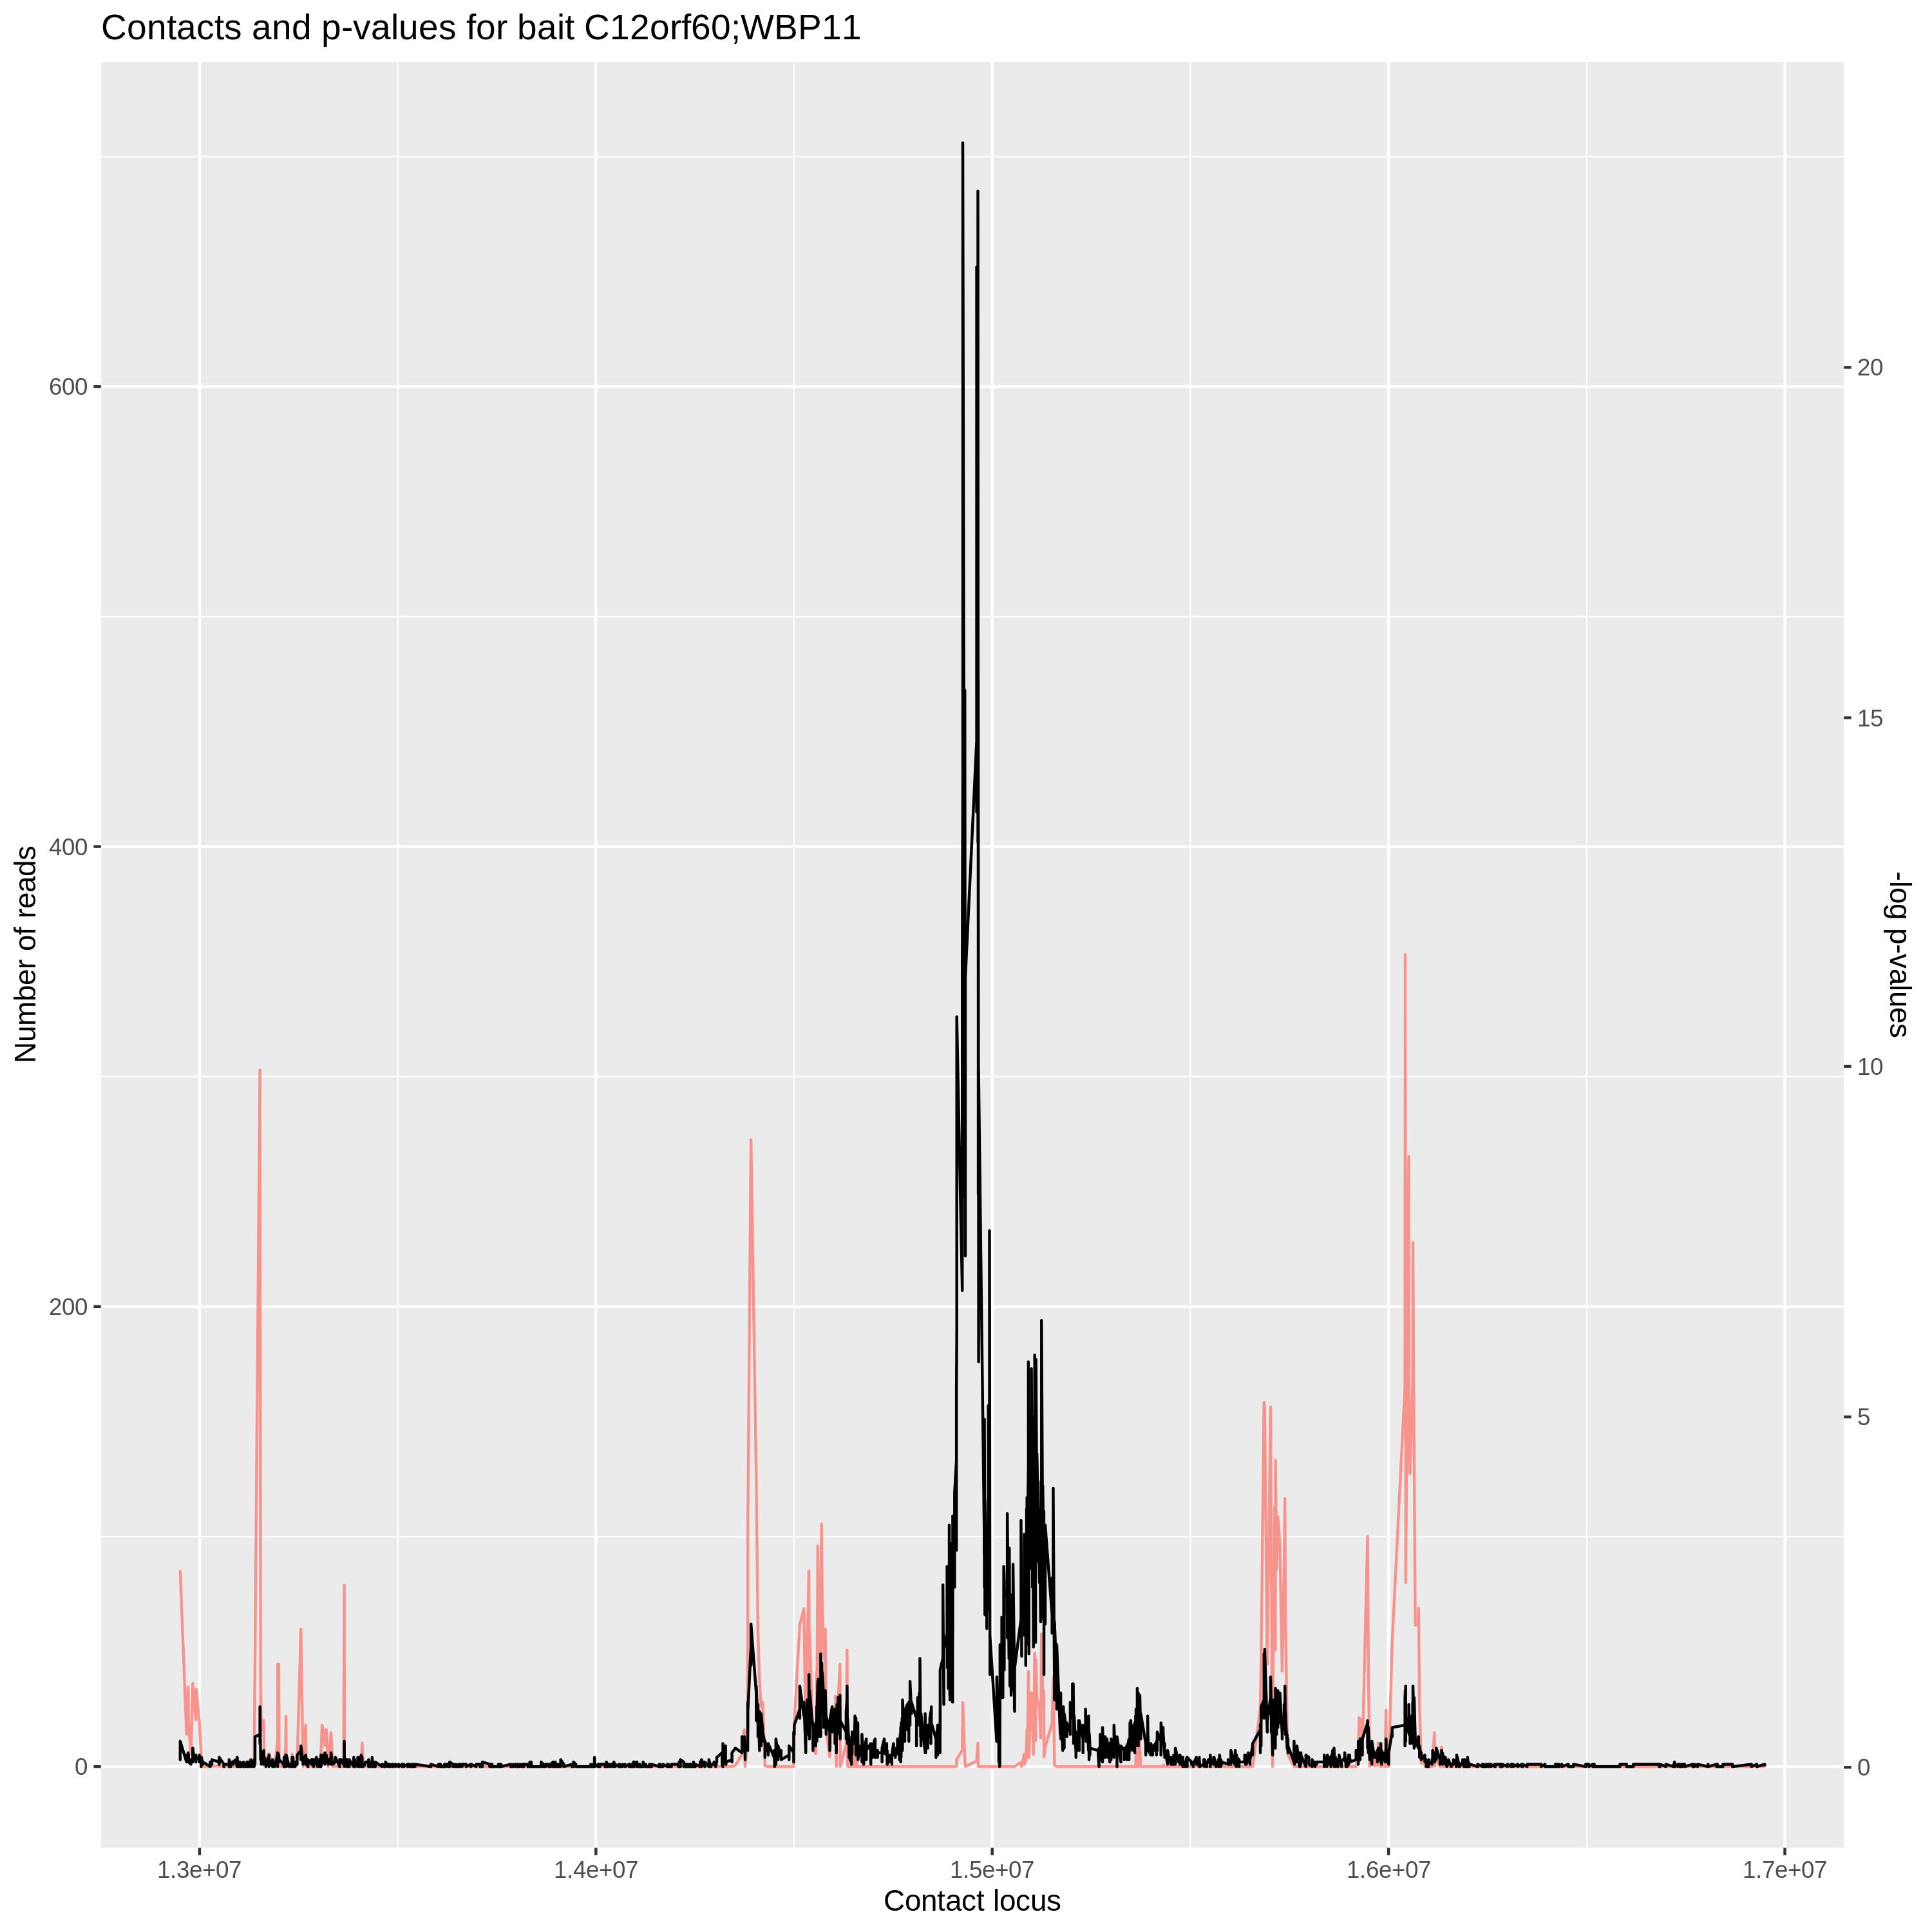 Contacts and p-values for bait C12orf60;WBP11
Number of reads
600
400
200
0
-log p-values
20
15
10
5
0
1.3e+07
1.4e+07
1.5e+07
1.6e+07
1.7e+07
Contact locus